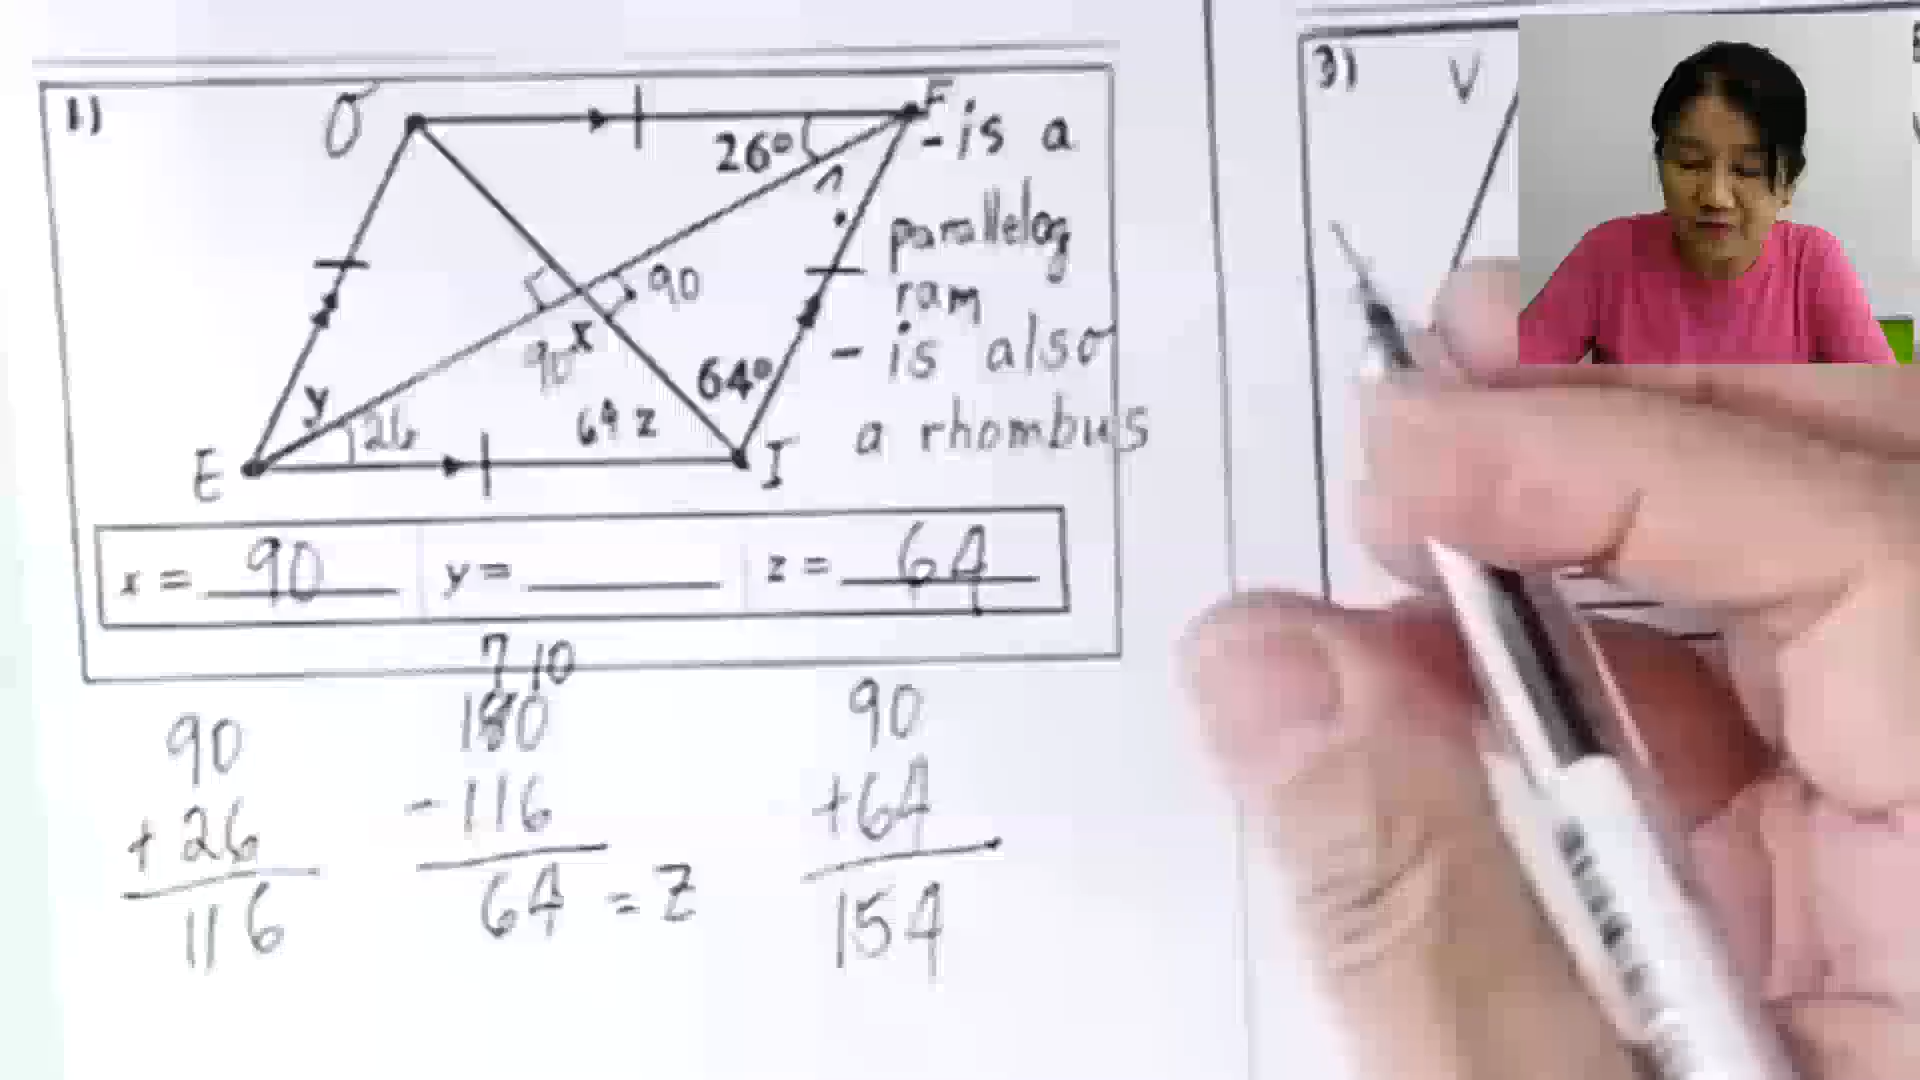 1)
O
F
26°
n
- is a
parallelog
ram
- is also
a rhombus
90
x
90
64°
y
26
64 z
E
I
x = 90
y =
z = 64
90
+ 26
116
7 10
180
- 116
64 = z
90
+64
154
3)
V